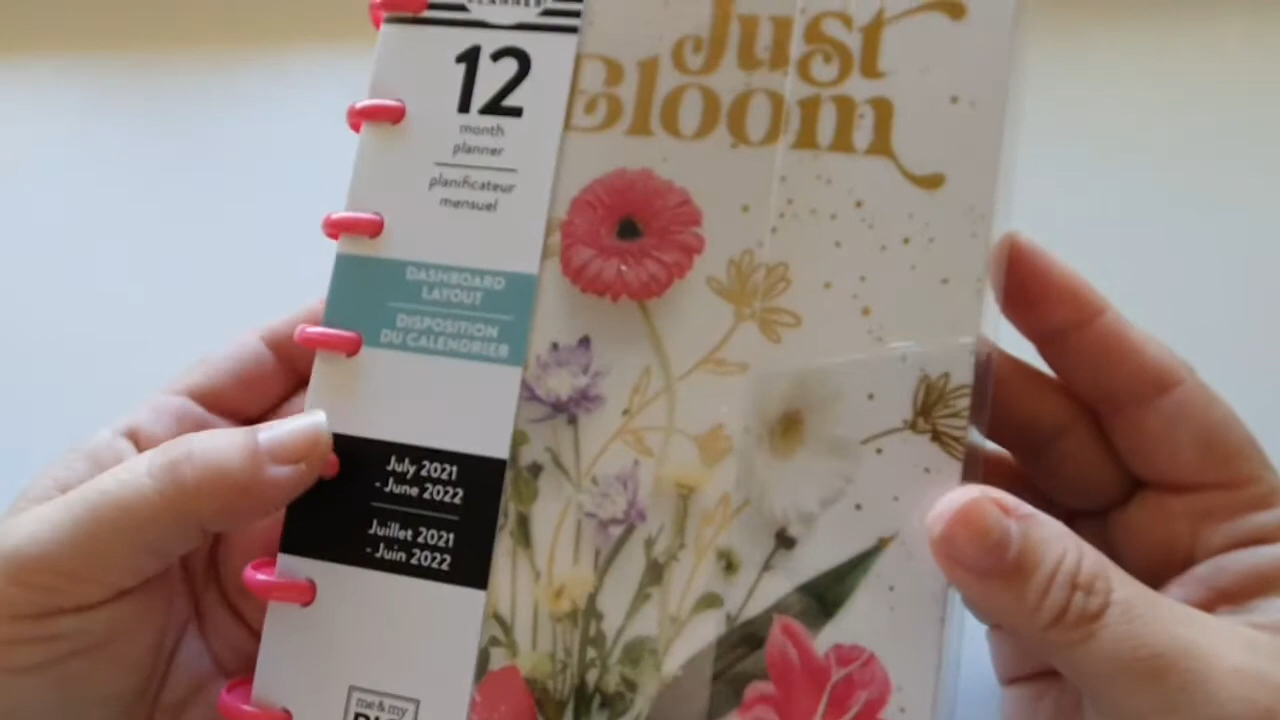 PLANNER
12
month
planner
planificateur
mensuel
DASHBOARD
LAYOUT
DISPOSITION
DU CALENDRIER
July 2021
- June 2022
Juillet 2021
- Juin 2022
me & my
Just
Bloom